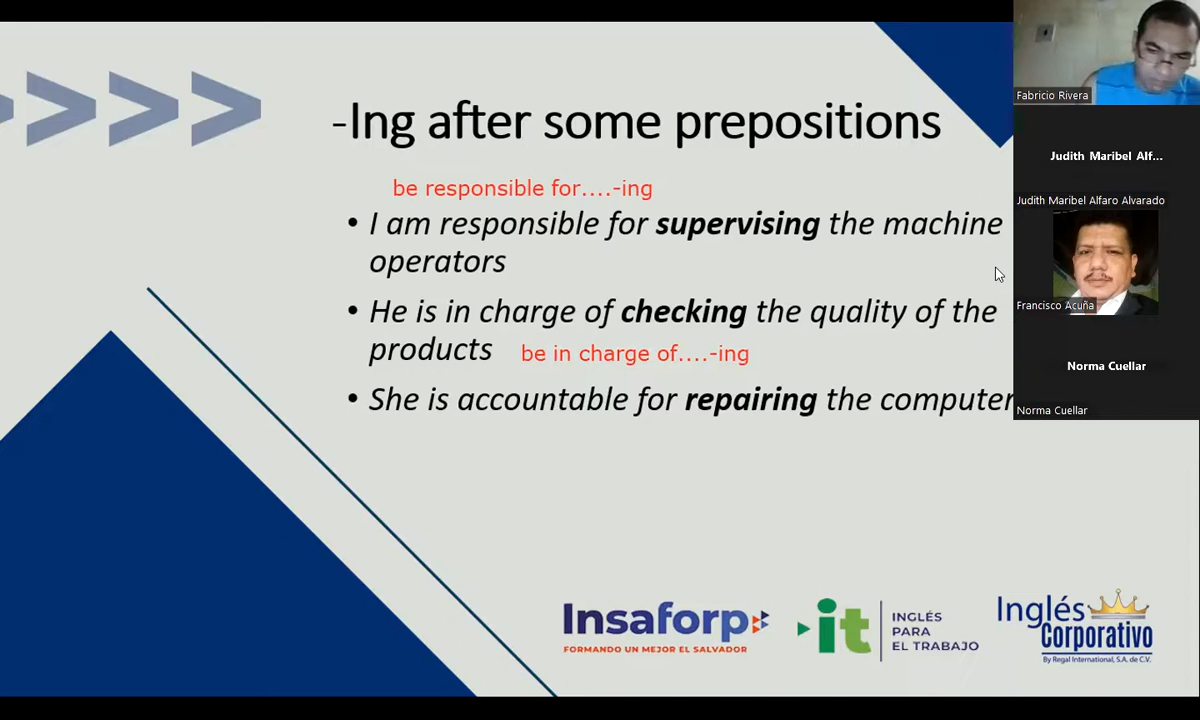 -Ing after some prepositions
be responsible for....-ing
• I am responsible for supervising the machine
operators
• He is in charge of checking the quality of the
products
be in charge of....-ing
• She is accountable for repairing the computer
Insaforp
FORMANDO UN MEJOR EL SALVADOR
it
INGLÉS
PARA
EL TRABAJO
Inglés
Corporativo
By Regal International, S.A. de C.V.
Fabricio Rivera
Judith Maribel Alf...
Judith Maribel Alfaro Alvarado
Francisco Acuña
Norma Cuellar
Norma Cuellar